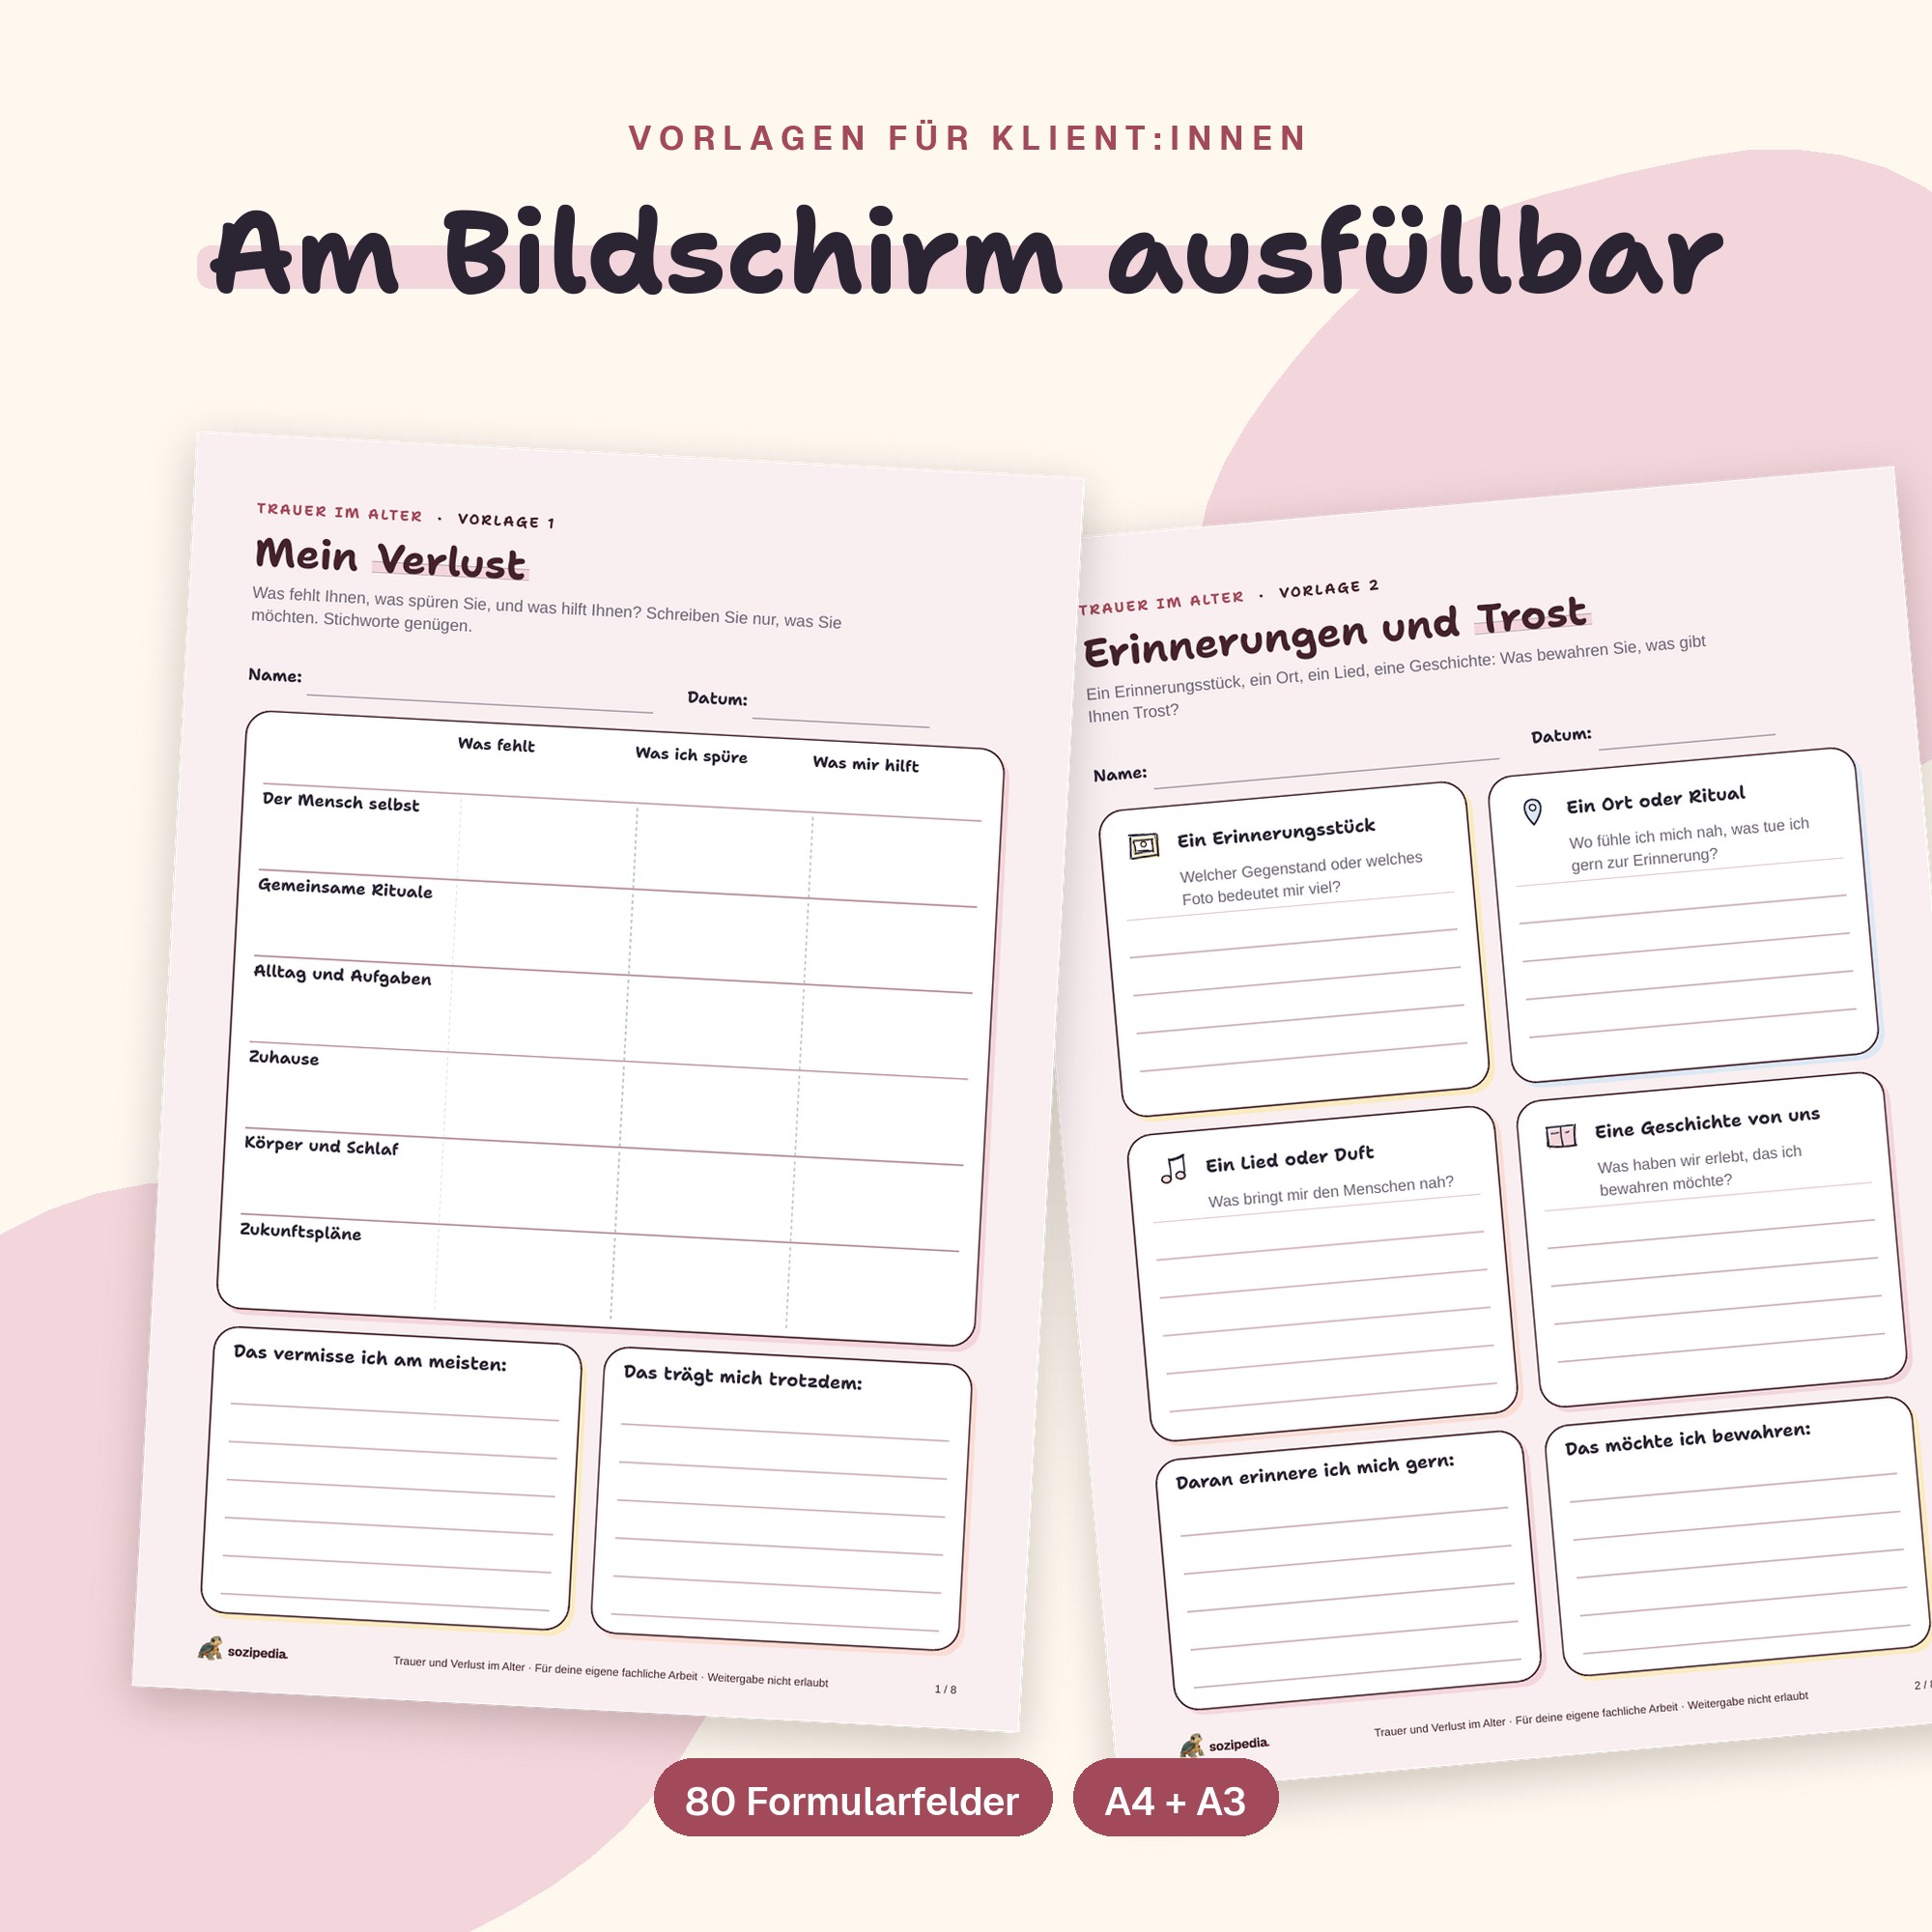 VORLAGEN FÜR KLIENT:INNEN
Am Bildschirm ausfüllbar
TRAUER IM ALTER · VORLAGE 1
Mein Verlust
Was fehlt Ihnen, was spüren Sie, und was hilft Ihnen? Schreiben Sie nur, was Sie
möchten. Stichworte genügen.
Name:
Datum:
Was fehlt
Was ich spüre
Was mir hilft
Der Mensch selbst
Gemeinsame Rituale
Alltag und Aufgaben
Zuhause
Körper und Schlaf
Zukunftspläne
Das vermisse ich am meisten:
Das trägt mich trotzdem:
sozipedia.
Trauer und Verlust im Alter · Für deine eigene fachliche Arbeit · Weitergabe nicht erlaubt
1 / 8
TRAUER IM ALTER · VORLAGE 2
Erinnerungen und Trost
Ein Erinnerungsstück, ein Ort, ein Lied, eine Geschichte: Was bewahren Sie, was gibt
Ihnen Trost?
Name:
Datum:
Ein Erinnerungsstück
Welcher Gegenstand oder welches
Foto bedeutet mir viel?
Ein Ort oder Ritual
Wo fühle ich mich nah, was tue ich
gern zur Erinnerung?
Ein Lied oder Duft
Was bringt mir den Menschen nah?
Eine Geschichte von uns
Was haben wir erlebt, das ich
bewahren möchte?
Daran erinnere ich mich gern:
Das möchte ich bewahren:
sozipedia.
Trauer und Verlust im Alter · Für deine eigene fachliche Arbeit · Weitergabe nicht erlaubt
2 / 8
80 Formularfelder
A4 + A3